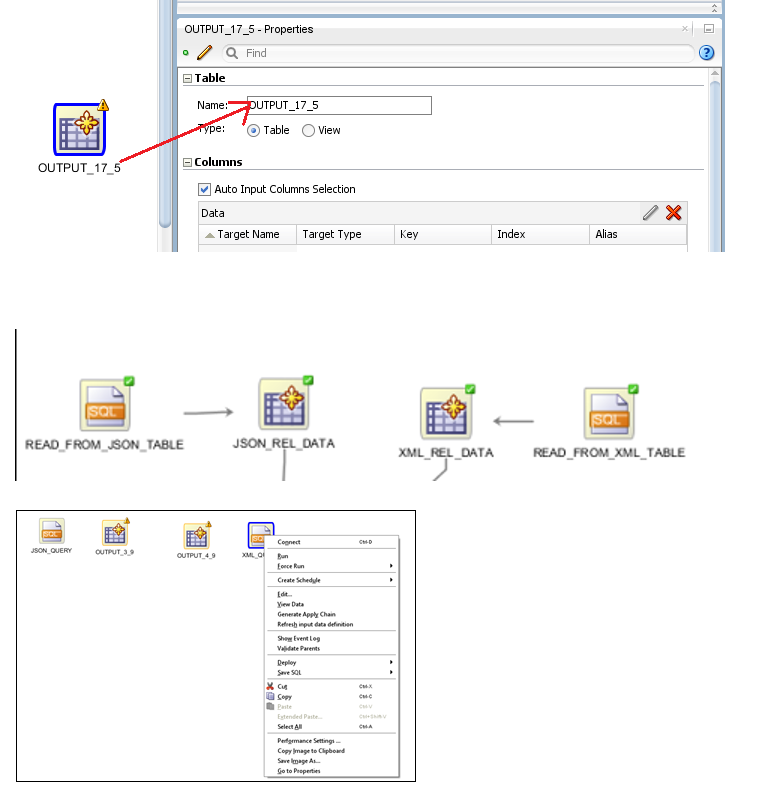 OUTPUT_17_5 - Properties
Find
Table
Name: OUTPUT_17_5
Type: Table View
OUTPUT_17_5
Columns
Auto Input Columns Selection
Data
Target Name Target Type Key Index Alias
SQL SQL
READ_FROM_JSON_TABLE JSON_REL_DATA XML_REL_DATA READ_FROM_XML_TABLE
SQL
JSON_QUERY OUTPUT_3_9 OUTPUT_4_9
Connect Ctrl-D
Run
Force Run
Create Schedule
Edit...
View Data
Generate Apply Chain
Refresh input data definition
Show Event Log
Validate Parents
Deploy
Save SQL
Cut Ctrl-X
Copy Ctrl-C
Paste Ctrl-V
Extended Paste... Ctrl+Shift-V
Select All Ctrl-A
Performance Settings ...
Copy Image to Clipboard
Save Image As...
Go to Properties